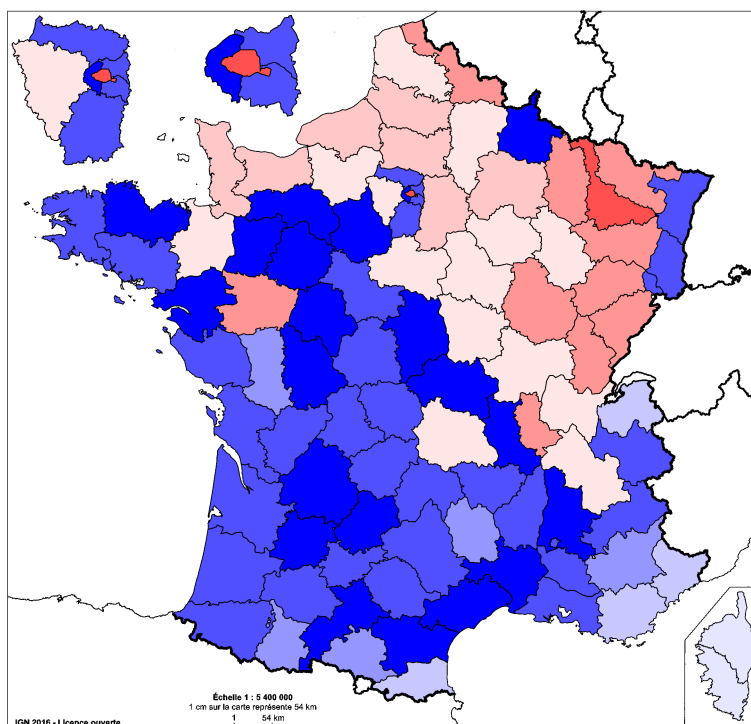 Échelle 1 : 5 400 000
1 cm sur la carte représente 54 km
1 54 km
IGN 2016 - Licence ouverte